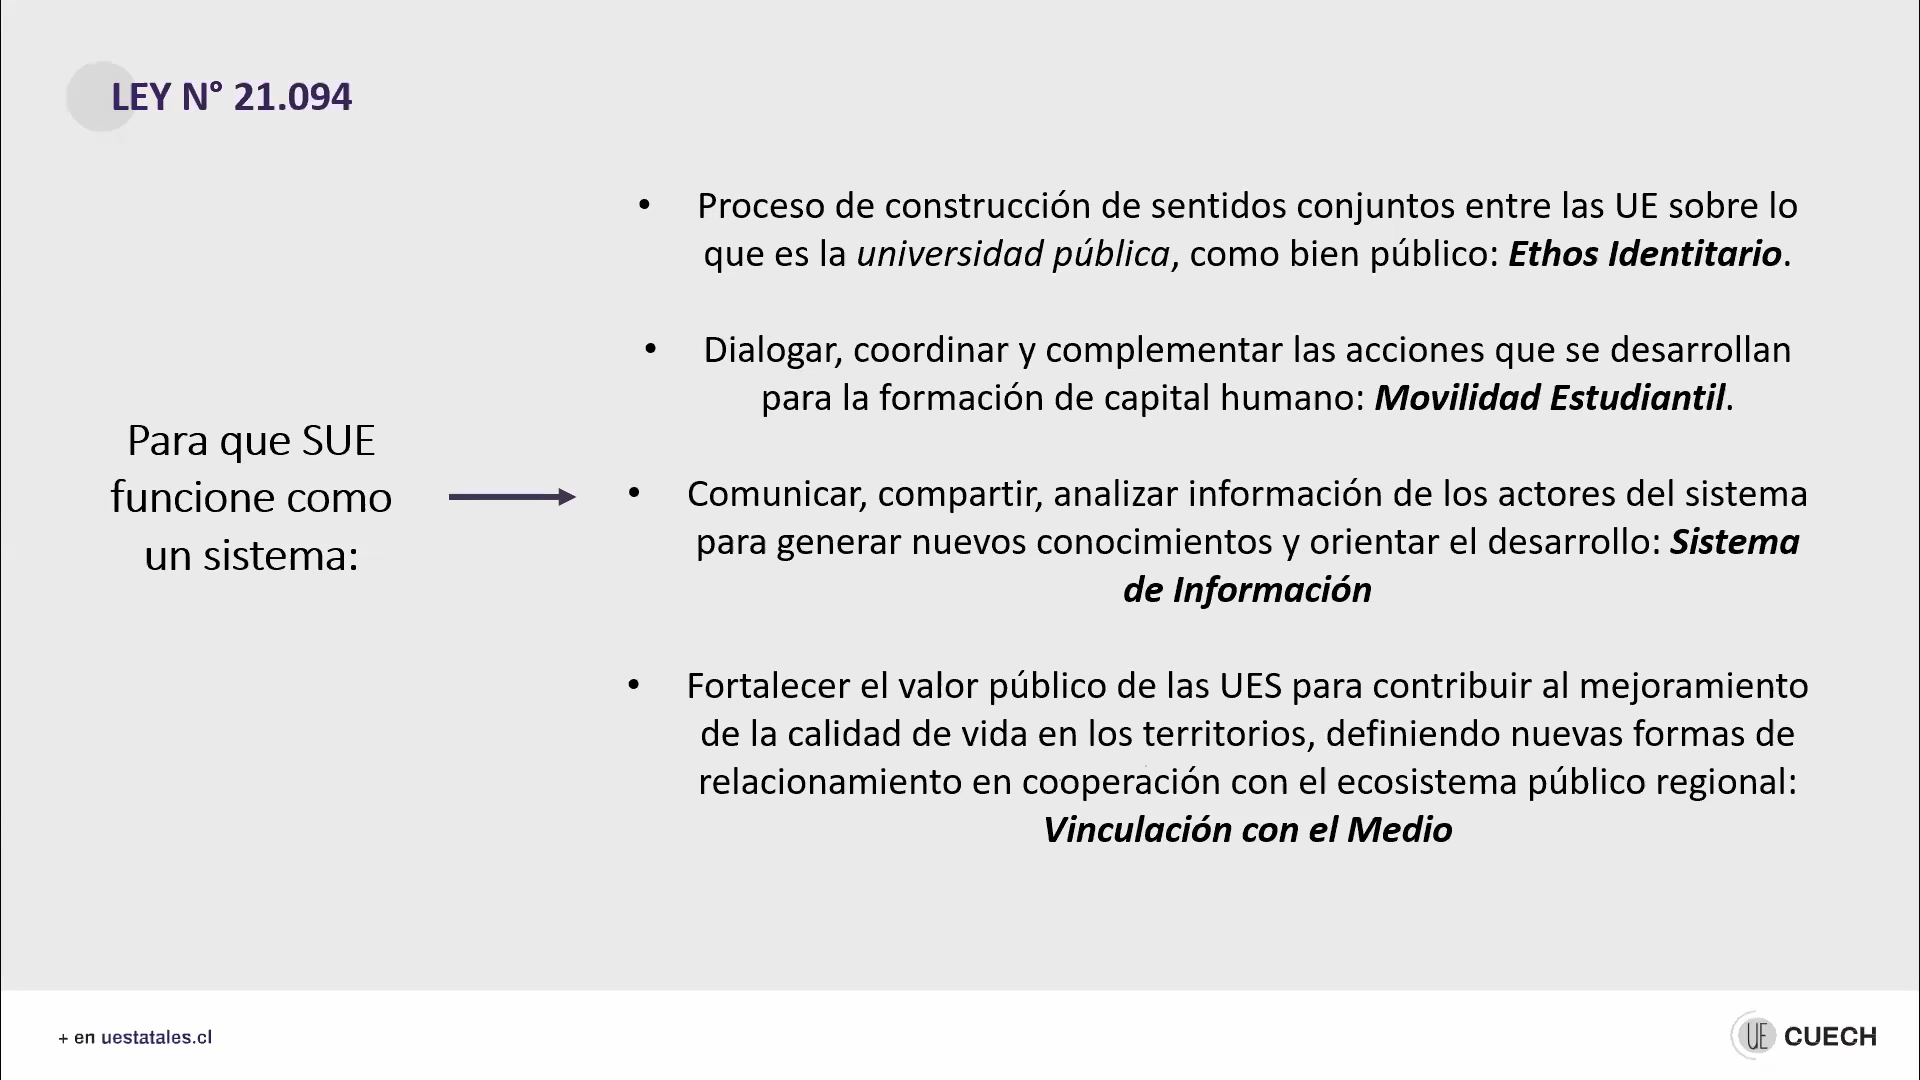 LEY N° 21.094
Para que SUE
funcione como
un sistema:
• Proceso de construcción de sentidos conjuntos entre las UE sobre lo
que es la universidad pública, como bien público: Ethos Identitario.
• Dialogar, coordinar y complementar las acciones que se desarrollan
para la formación de capital humano: Movilidad Estudiantil.
• Comunicar, compartir, analizar información de los actores del sistema
para generar nuevos conocimientos y orientar el desarrollo: Sistema
de Información
• Fortalecer el valor público de las UES para contribuir al mejoramiento
de la calidad de vida en los territorios, definiendo nuevas formas de
relacionamiento en cooperación con el ecosistema público regional:
Vinculación con el Medio
+ en uestatales.cl
UE CUECH